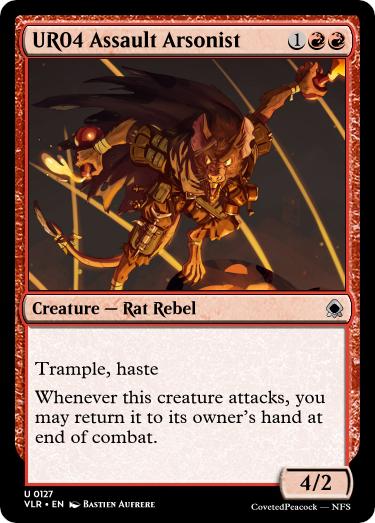 UR04 Assault Arsonist 1
Creature — Rat Rebel
Trample, haste
Whenever this creature attacks, you
may return it to its owner's hand at
end of combat.
4/2
U 0127
VLR • EN Bastien Aufrere
CovetedPeacock — NFS